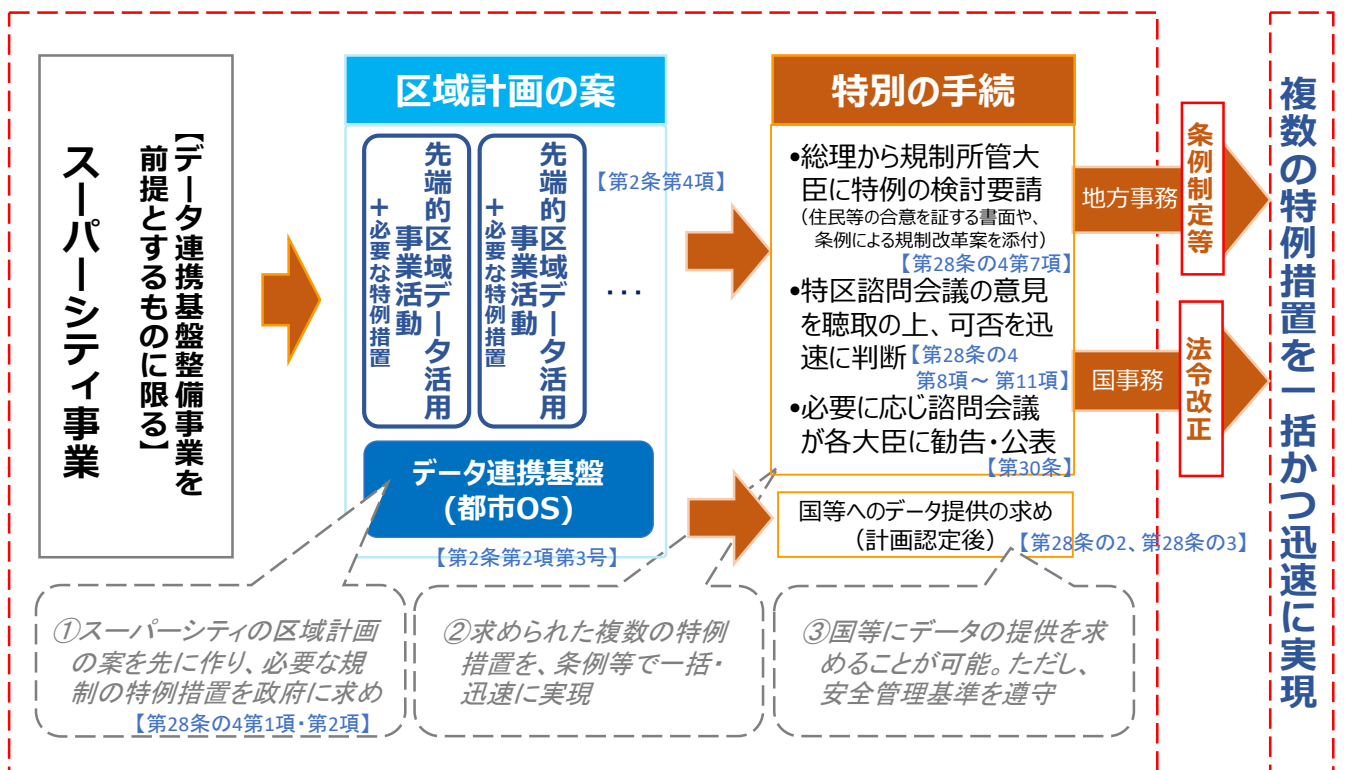 スーパーシティ事業
【データ連携基盤整備事業を
前提とするものに限る】
区域計画の案
先端的区域データ活用
事業活動
＋必要な特例措置
先端的区域データ活用
事業活動
＋必要な特例措置
【第2条第4項】
・・・
データ連携基盤
(都市OS)
【第2条第2項第3号】
特別の手続
•総理から規制所管大
臣に特例の検討要請
（住民等の合意を証する書面や、
条例による規制改革案を添付）
【第28条の4第7項】
•特区諮問会議の意見
を聴取の上、可否を迅
速に判断【第28条の4
第8項～ 第11項】
•必要に応じ諮問会議
が各大臣に勧告・公表
【第30条】
国等へのデータ提供の求め
（計画認定後）
【第28条の2、第28条の3】
地方事務
条例制定等
国事務
法令改正
複数の特例措置を一括かつ迅速に実現
①スーパーシティの区域計画
の案を先に作り、必要な規
制の特例措置を政府に求め
【第28条の4第1項・第2項】
②求められた複数の特例
措置を、条例等で一括・
迅速に実現
③国等にデータの提供を求
めることが可能。ただし、
安全管理基準を遵守